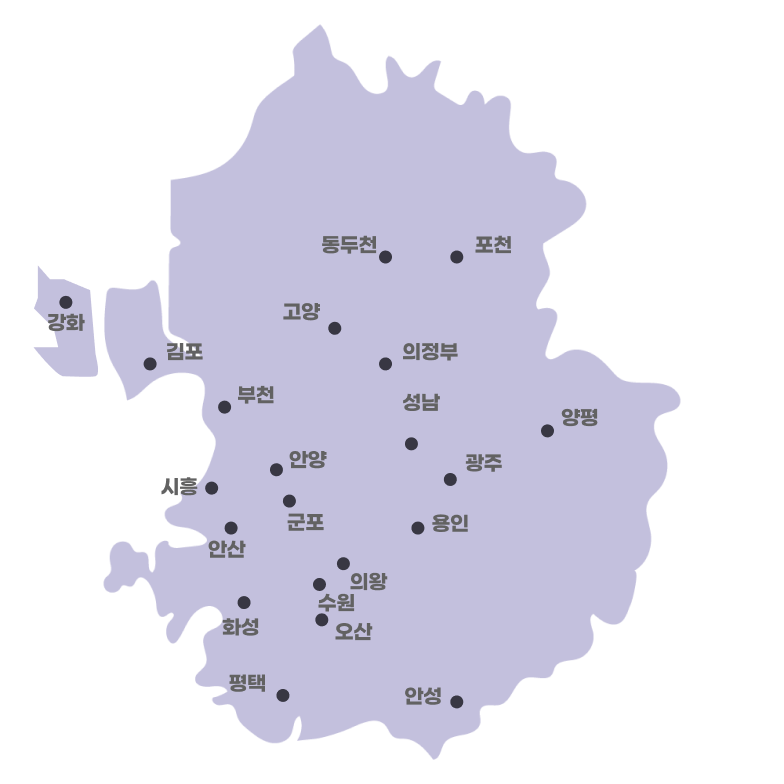 동두천
포천
고양
강화
김포
의정부
부천
성남
양평
안양
광주
시흥
군포
용인
안산
의왕
수원
화성
오산
평택
안성